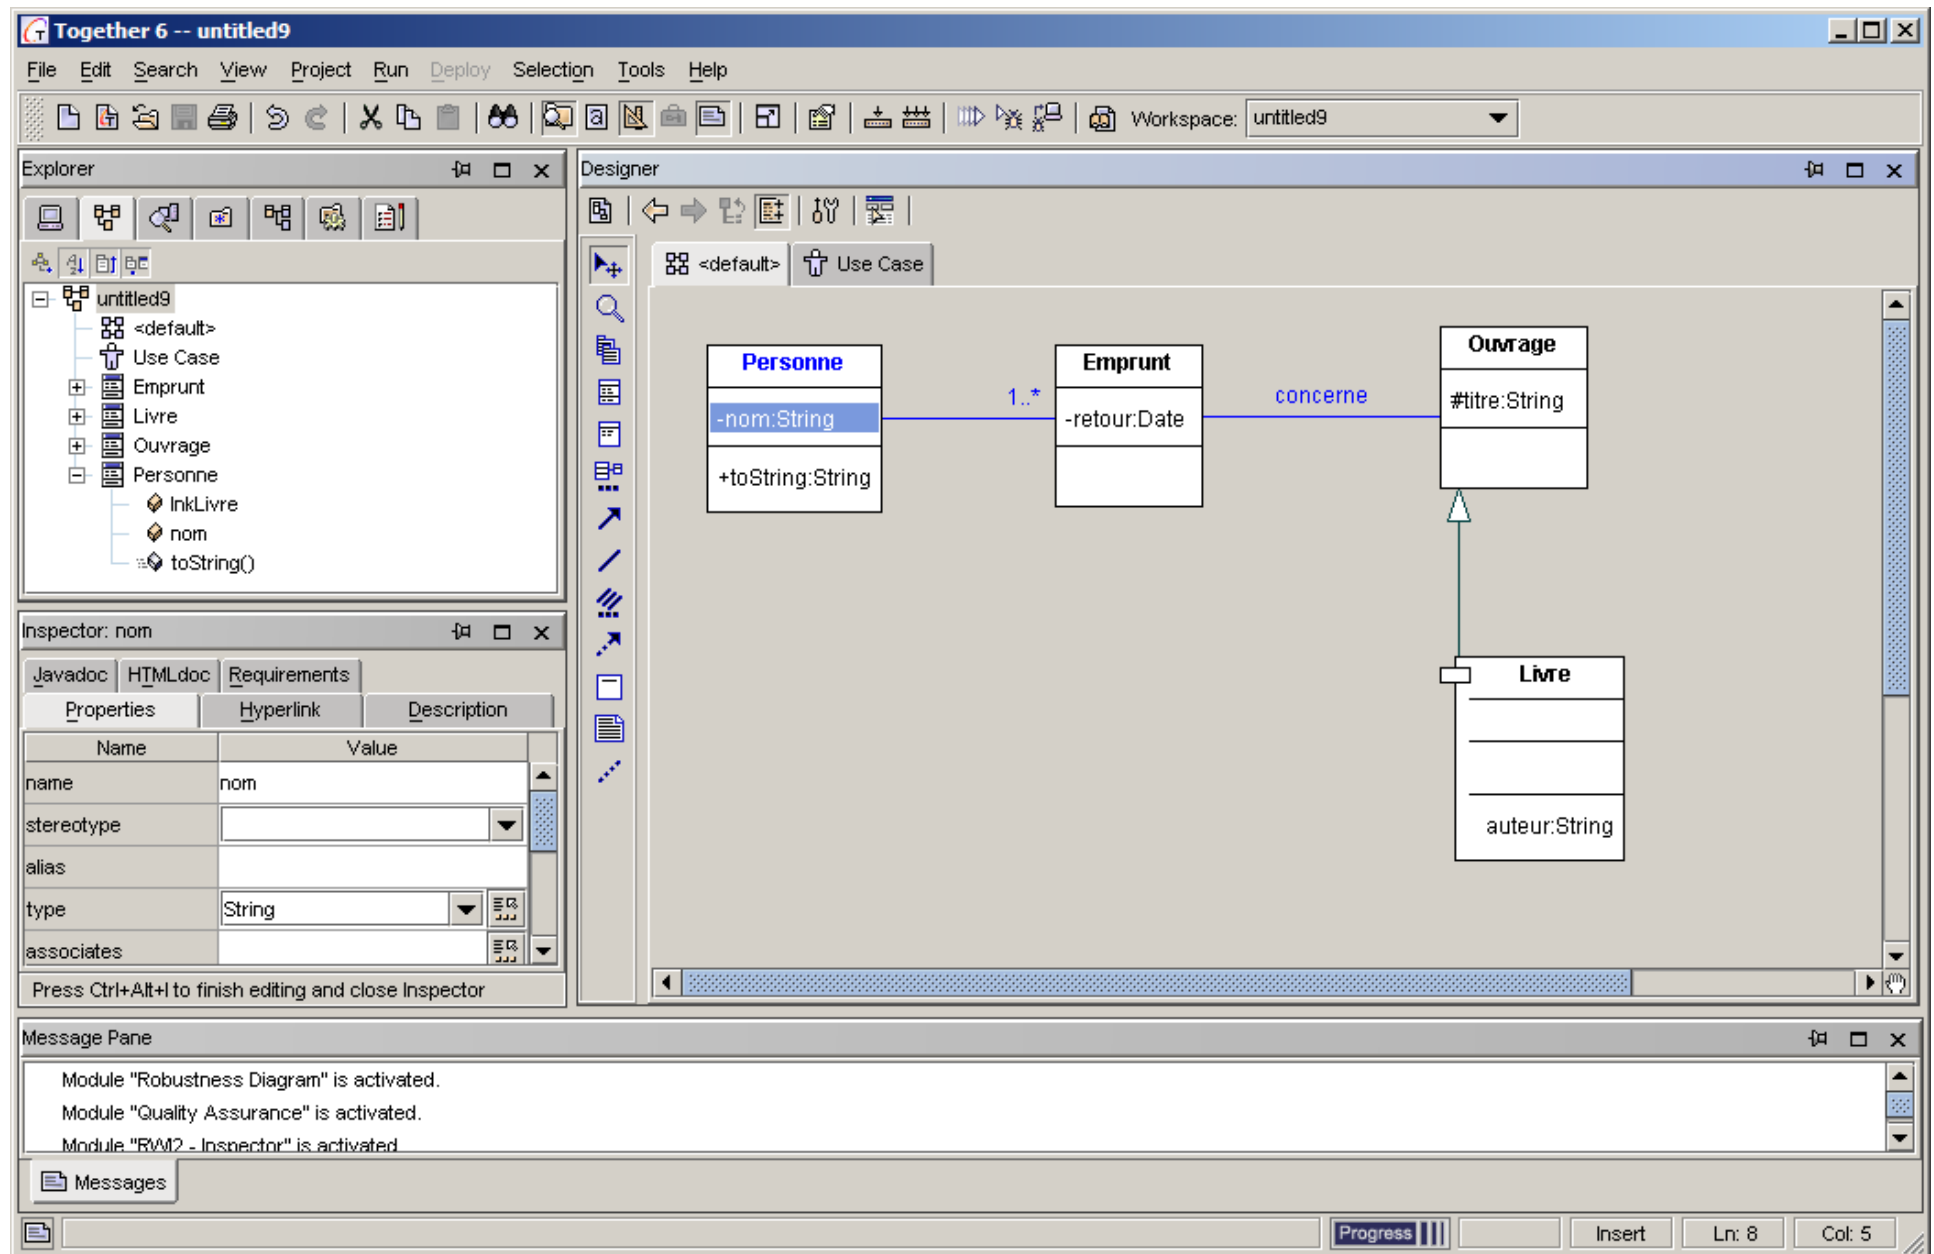 Together 6 -- untitled9
File Edit Search View Project Run Deploy Selection Tools Help
Workspace: untitled9
Explorer
untitled9
<default>
Use Case
Emprunt
Livre
Ouvrage
Personne
lnkLivre
nom
toString()
Inspector: nom
Javadoc HTMLdoc Requirements
Properties Hyperlink Description
Name Value
name nom
stereotype
alias
type String
associates
Press Ctrl+Alt+I to finish editing and close Inspector
Designer
<default> Use Case
Personne
-nom:String
+toString:String
1..*
Emprunt
-retour:Date
concerne
Ouvrage
#titre:String
Livre
auteur:String
Message Pane
Module "Robustness Diagram" is activated.
Module "Quality Assurance" is activated.
Module "RWI2 - Inspector" is activated
Messages
Progress Insert Ln: 8 Col: 5